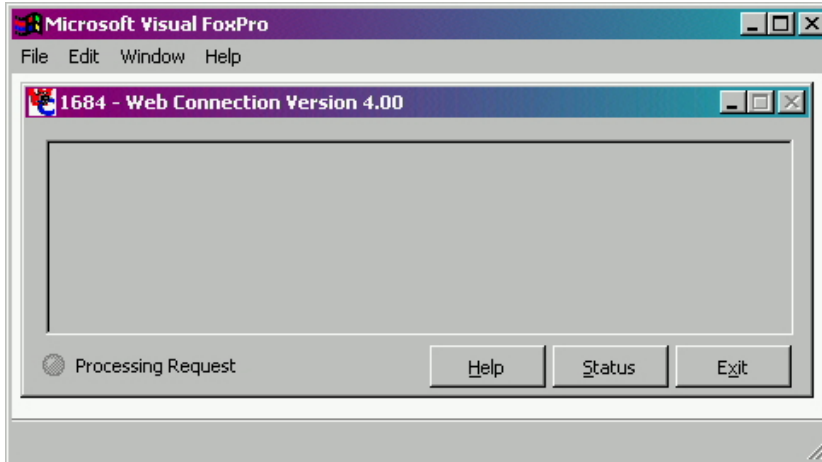 Microsoft Visual FoxPro
File Edit Window Help
1684 - Web Connection Version 4.00
Processing Request Help Status Exit